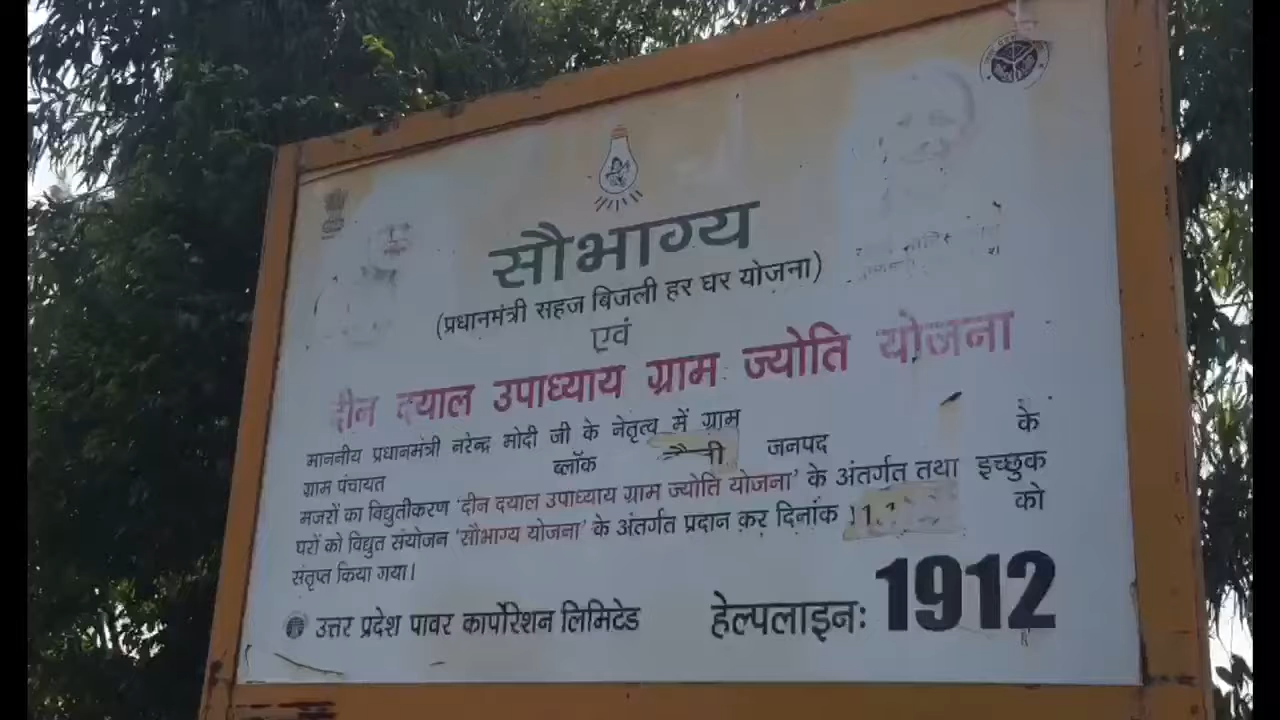 सौभाग्य
(प्रधानमंत्री सहज बिजली हर घर योजना)
एवं
दीन दयाल उपाध्याय ग्राम ज्योति योजना
माननीय प्रधानमंत्री नरेन्द्र मोदी जी के नेतृत्व में ग्राम
ग्राम पंचायत ब्लॉक जनपद के
मजरों का विद्युतीकरण 'दीन दयाल उपाध्याय ग्राम ज्योति योजना' के अंतर्गत तथा इच्छुक
घरों को विद्युत संयोजन 'सौभाग्य योजना' के अंतर्गत प्रदान कर दिनांक को
संतृप्त किया गया।
उत्तर प्रदेश पावर कार्पोरेशन लिमिटेड हेल्पलाइन: 1912